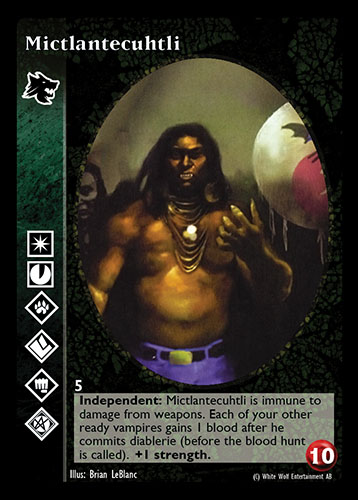 Mictlantecuhtli
5
Independent: Mictlantecuhtli is immune to
damage from weapons. Each of your other
ready vampires gains 1 blood after he
commits diablerie (before the blood hunt
is called). +1 strength.
10
Illus: Brian LeBlanc
(C) White Wolf Entertainment AB